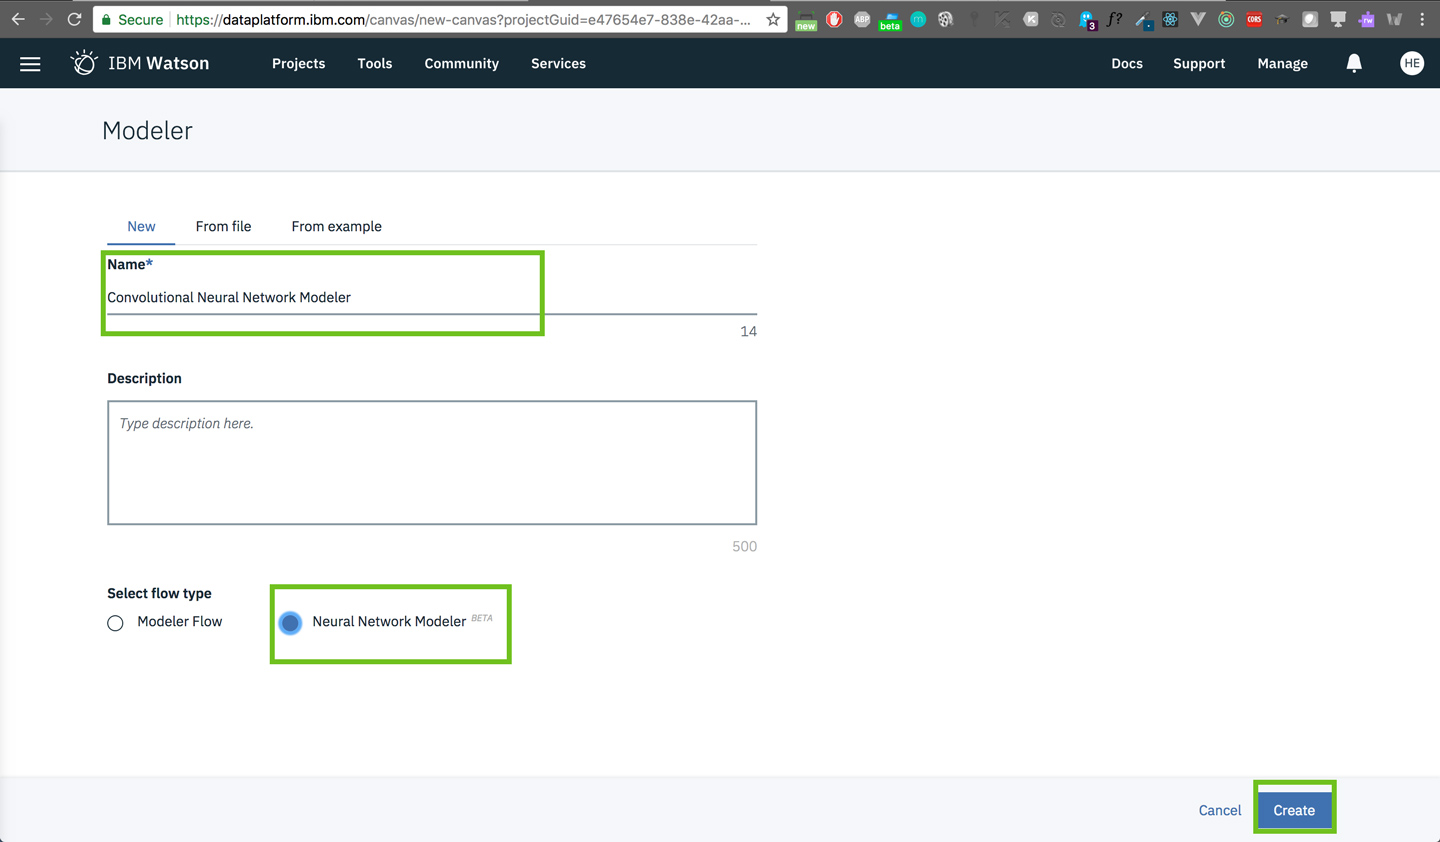 Secure https://dataplatform.ibm.com/canvas/new-canvas?projectGuid=e47654e7-838e-42aa-...
new ABP beta m K 3 f? CORS rw W
IBM Watson Projects Tools Community Services Docs Support Manage HE
Modeler
New From file From example
Name*
Convolutional Neural Network Modeler
14
Description
Type description here.
500
Select flow type
Modeler Flow Neural Network Modeler BETA
Cancel Create